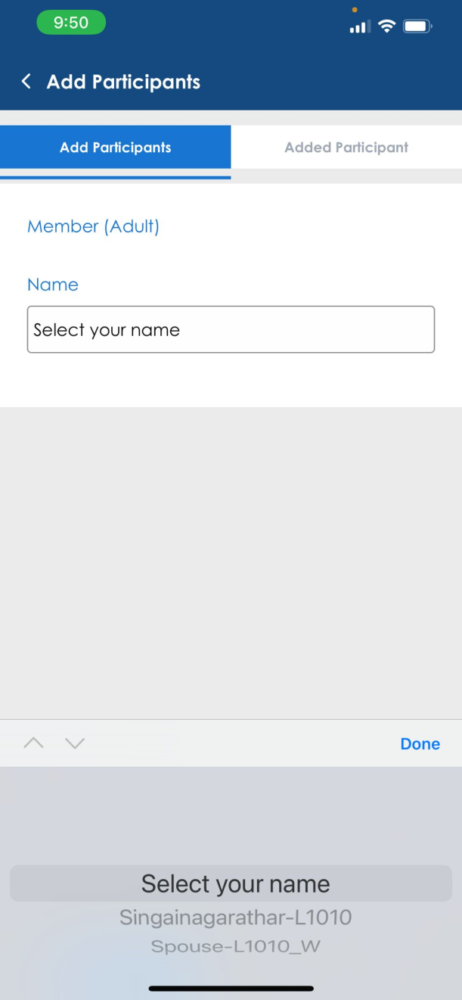 9:50
Add Participants
Add Participants
Added Participant
Member (Adult)
Name
Select your name
Done
Select your name
Singainagarathar-L1010
Spouse-L1010_W